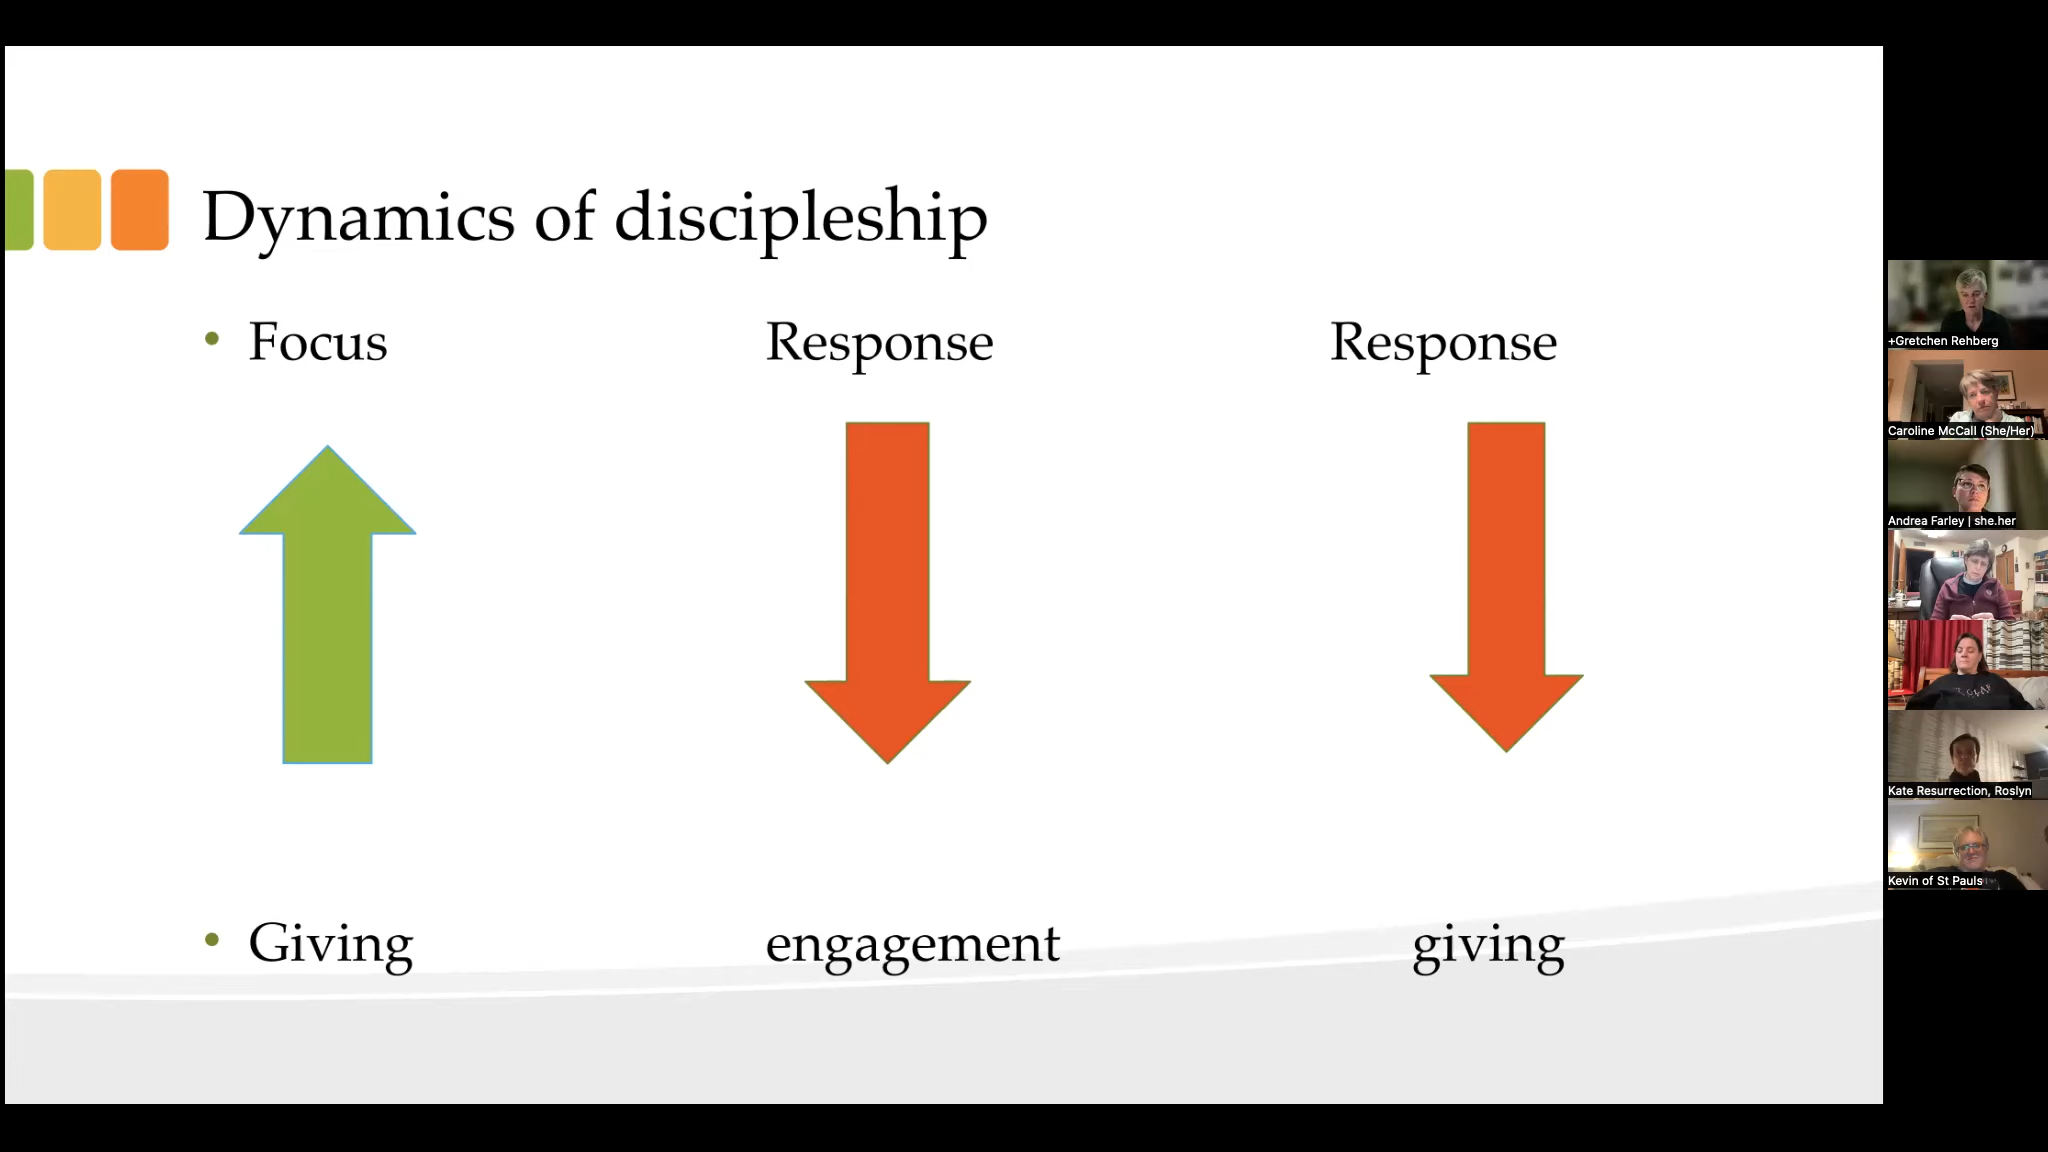 Dynamics of discipleship
• Focus Response Response
• Giving engagement giving
+Gretchen Rehberg
Caroline McCall (She/Her)
Andrea Farley | she.her
Kate Resurrection, Roslyn
Kevin of St Pauls